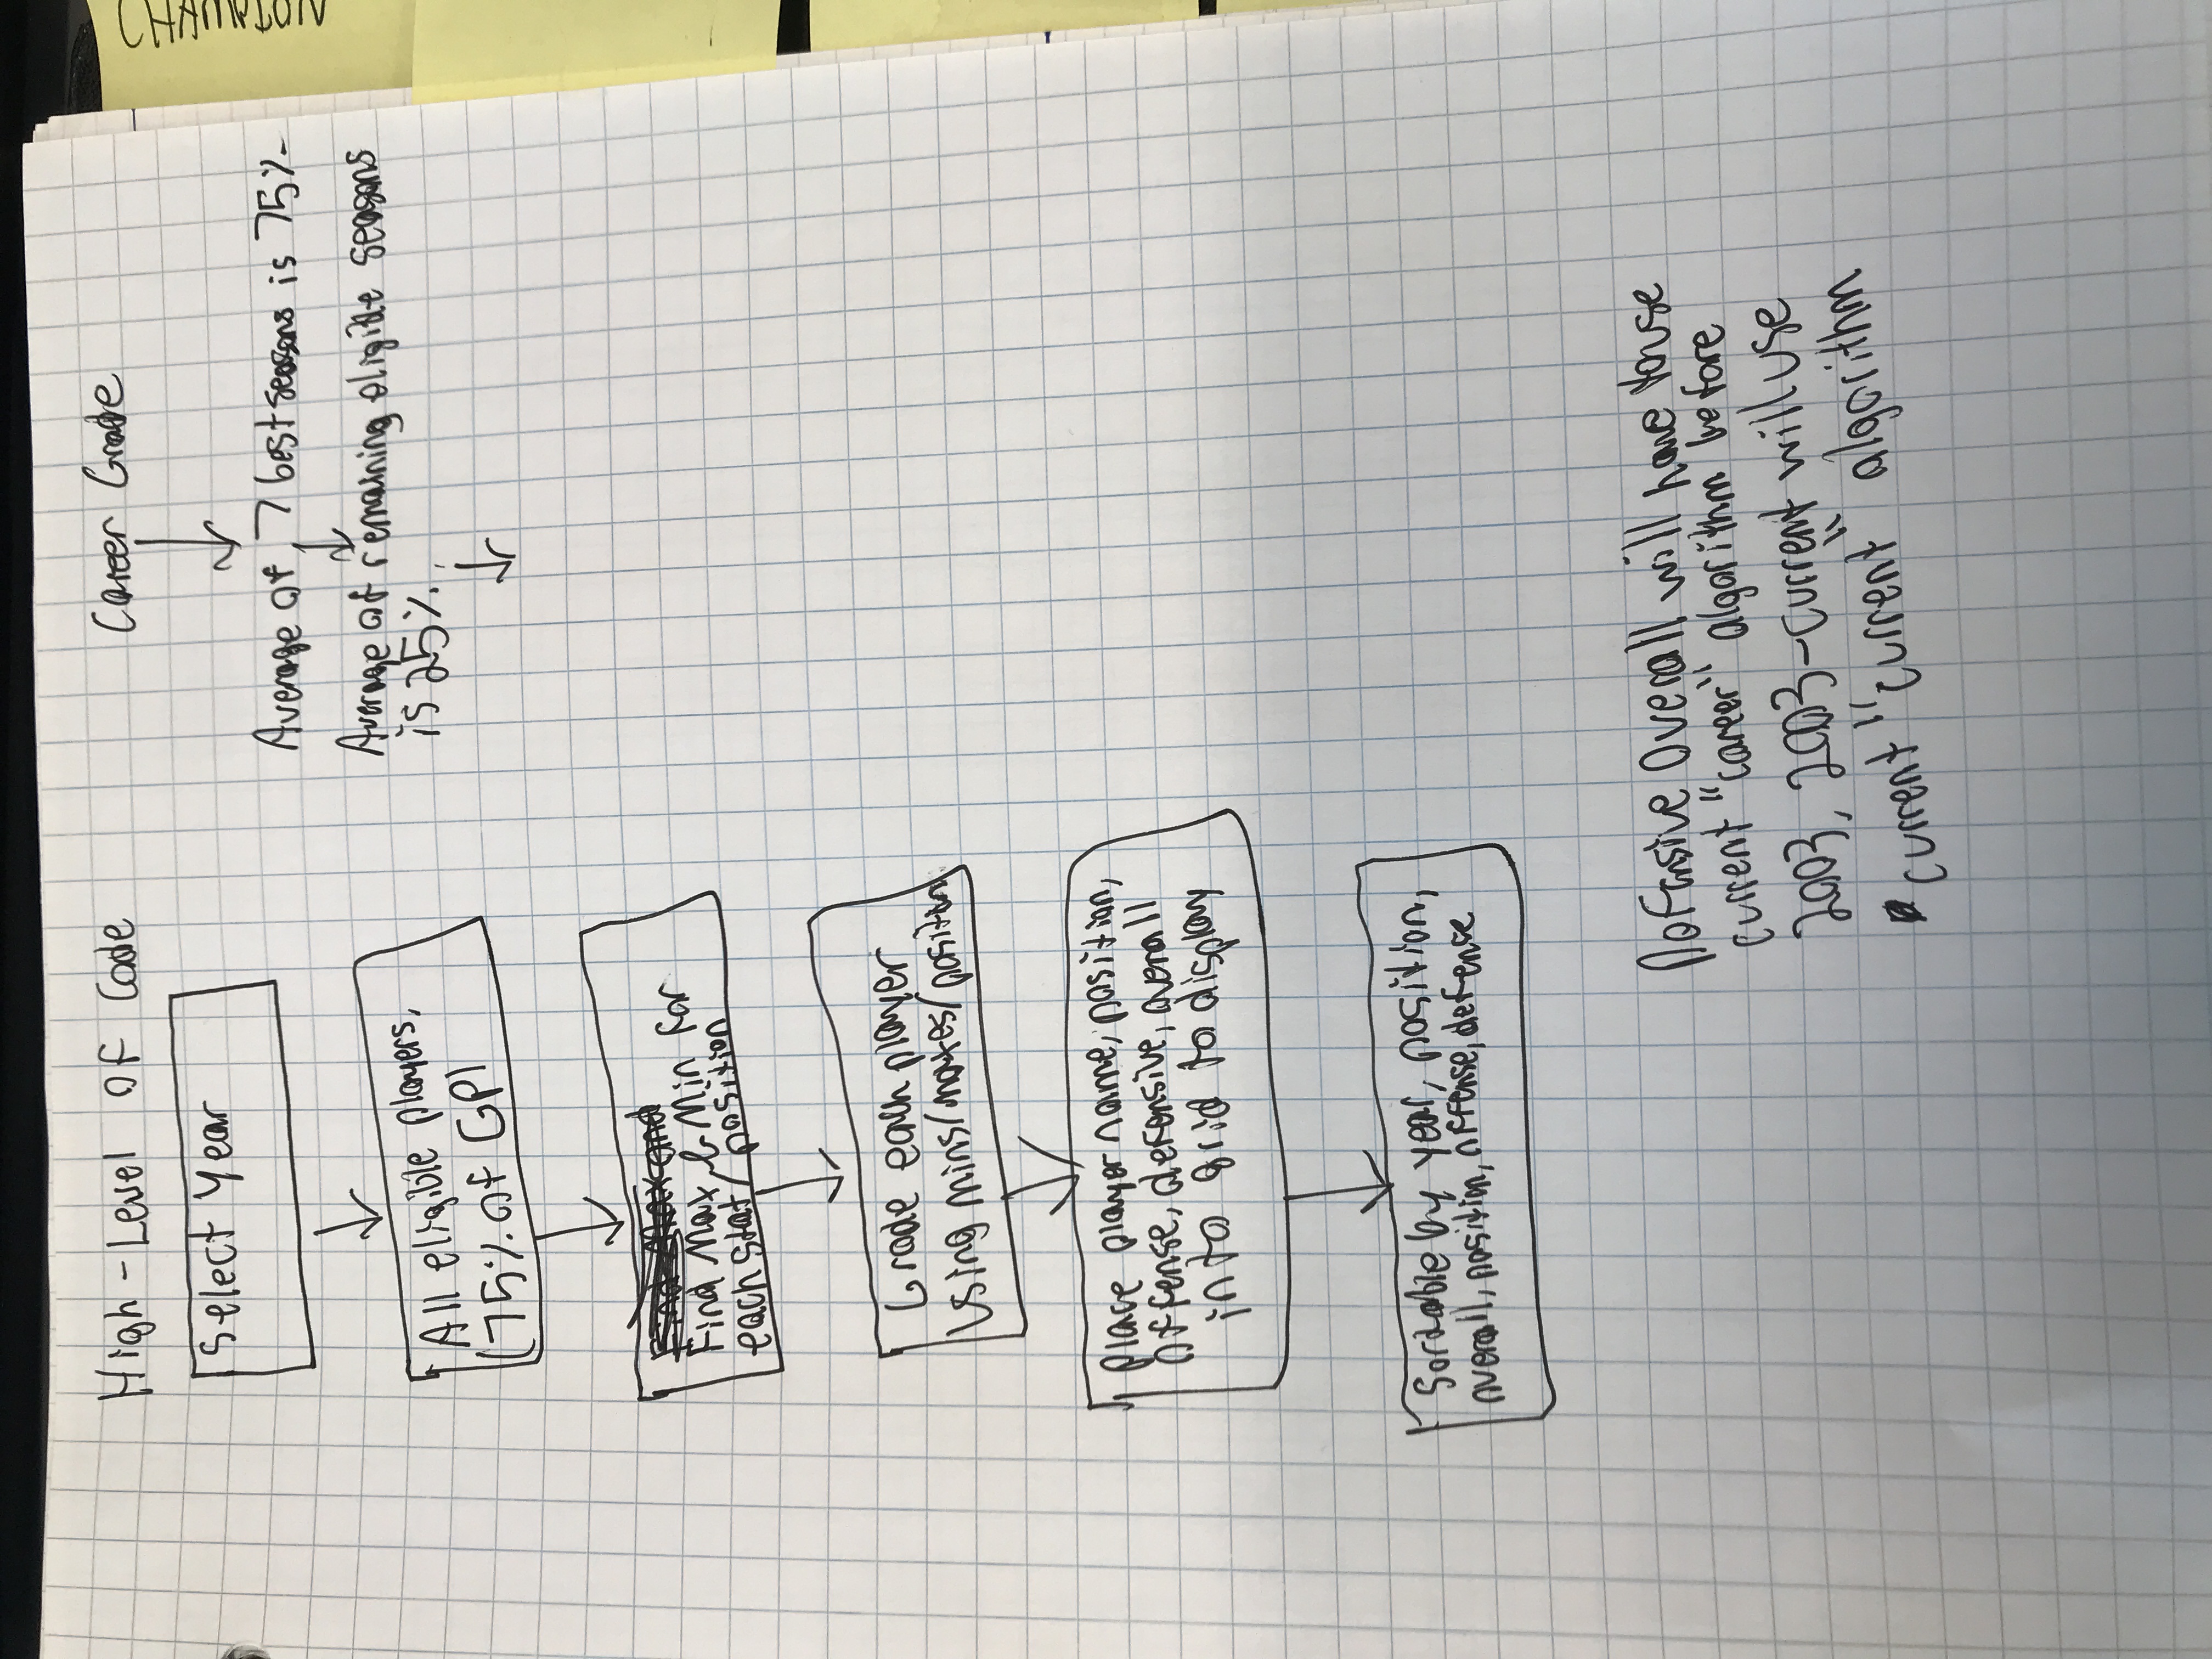 High-Level Of Code
Select Year
All eligible players,
(75% of GP)
Find Max and
Find Max & Min for
each stat/position
Grade each player
Using mins/maxes/position
Place player name, position,
offense, defensive, overall
into grid to display
Sortable by year, position,
overall, position, offense, defense
Career Grade
Average of 7 best seasons is 75%
Average of remaining eligible seasons
is 25%
Defensive Overall will have to use
current "career" algorithm before
2003, 2003-current will use
current "current" algorithm
CHAMPION